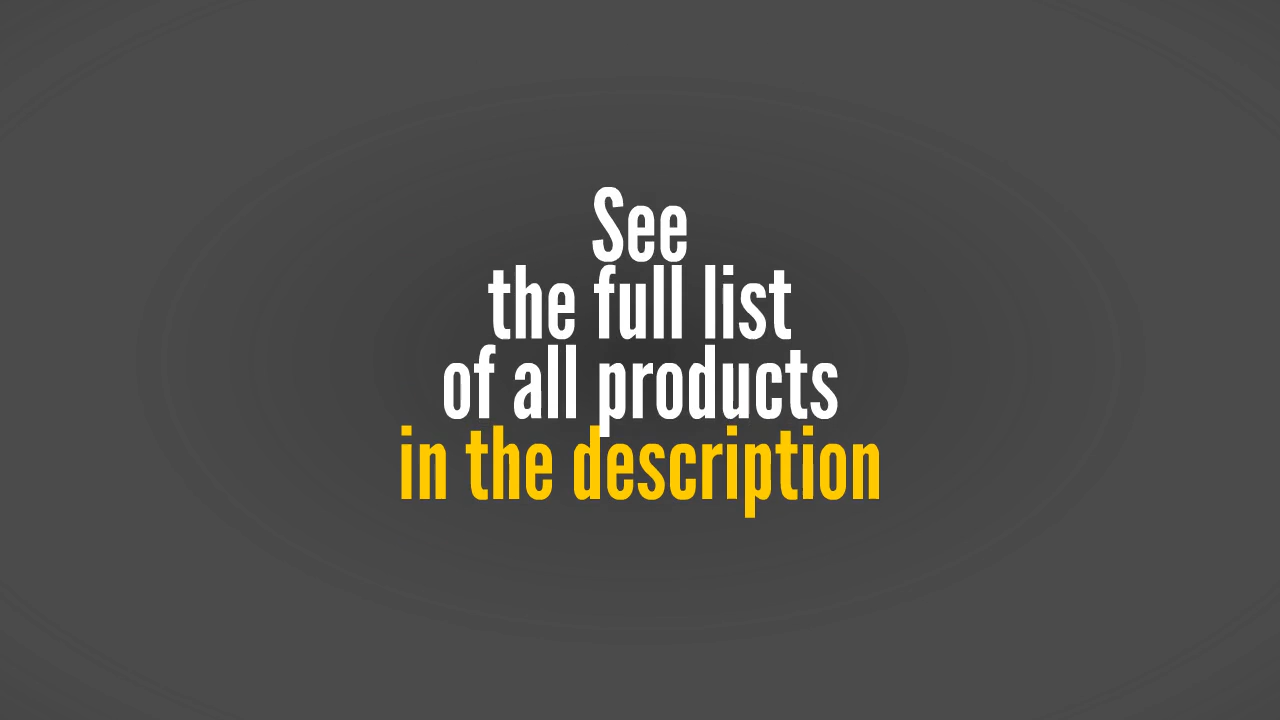 See
the full list
of all products
in the description